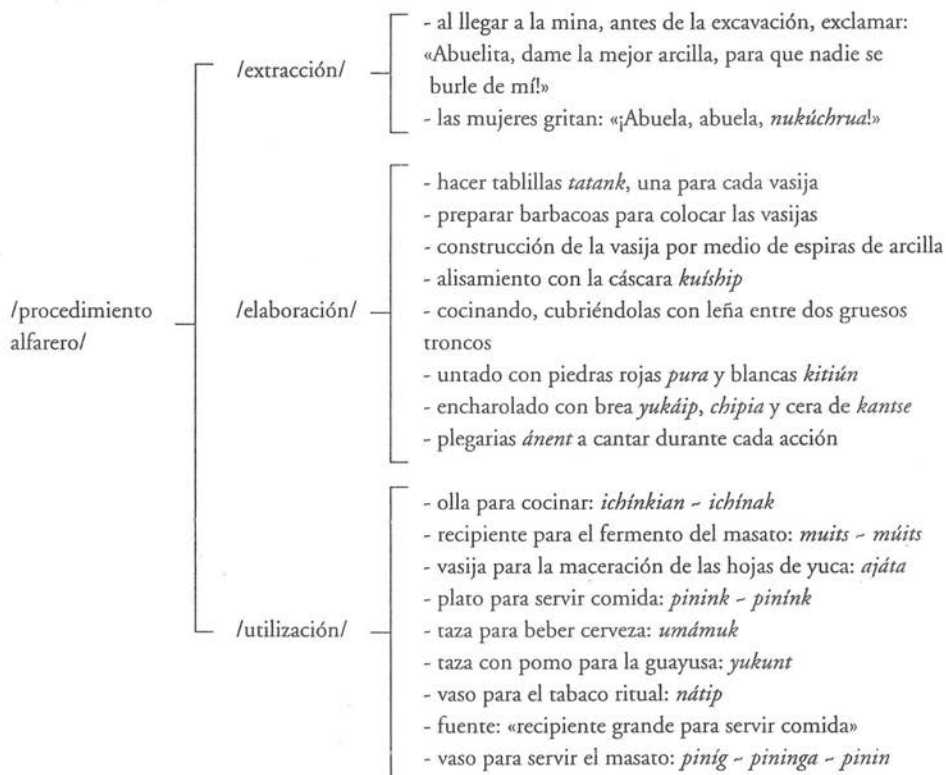 /procedimiento
alfarero/
/extracción/
- al llegar a la mina, antes de la excavación, exclamar:
«Abuelita, dame la mejor arcilla, para que nadie se
burle de mí!»
- las mujeres gritan: «¡Abuela, abuela, nukúchrua!»
/elaboración/
- hacer tablillas tatank, una para cada vasija
- preparar barbacoas para colocar las vasijas
- construcción de la vasija por medio de espiras de arcilla
- alisamiento con la cáscara kuíship
- cocinando, cubriéndolas con leña entre dos gruesos
troncos
- untado con piedras rojas pura y blancas kitiún
- encharolado con brea yukáip, chipia y cera de kantse
- plegarias ánent a cantar durante cada acción
/utilización/
- olla para cocinar: ichínkian ~ ichínak
- recipiente para el fermento del masato: muits ~ múits
- vasija para la maceración de las hojas de yuca: ajáta
- plato para servir comida: pinink ~ pinínk
- taza para beber cerveza: umámuk
- taza con pomo para la guayusa: yukunt
- vaso para el tabaco ritual: nátip
- fuente: «recipiente grande para servir comida»
- vaso para servir el masato: piníg ~ pininga ~ pinin